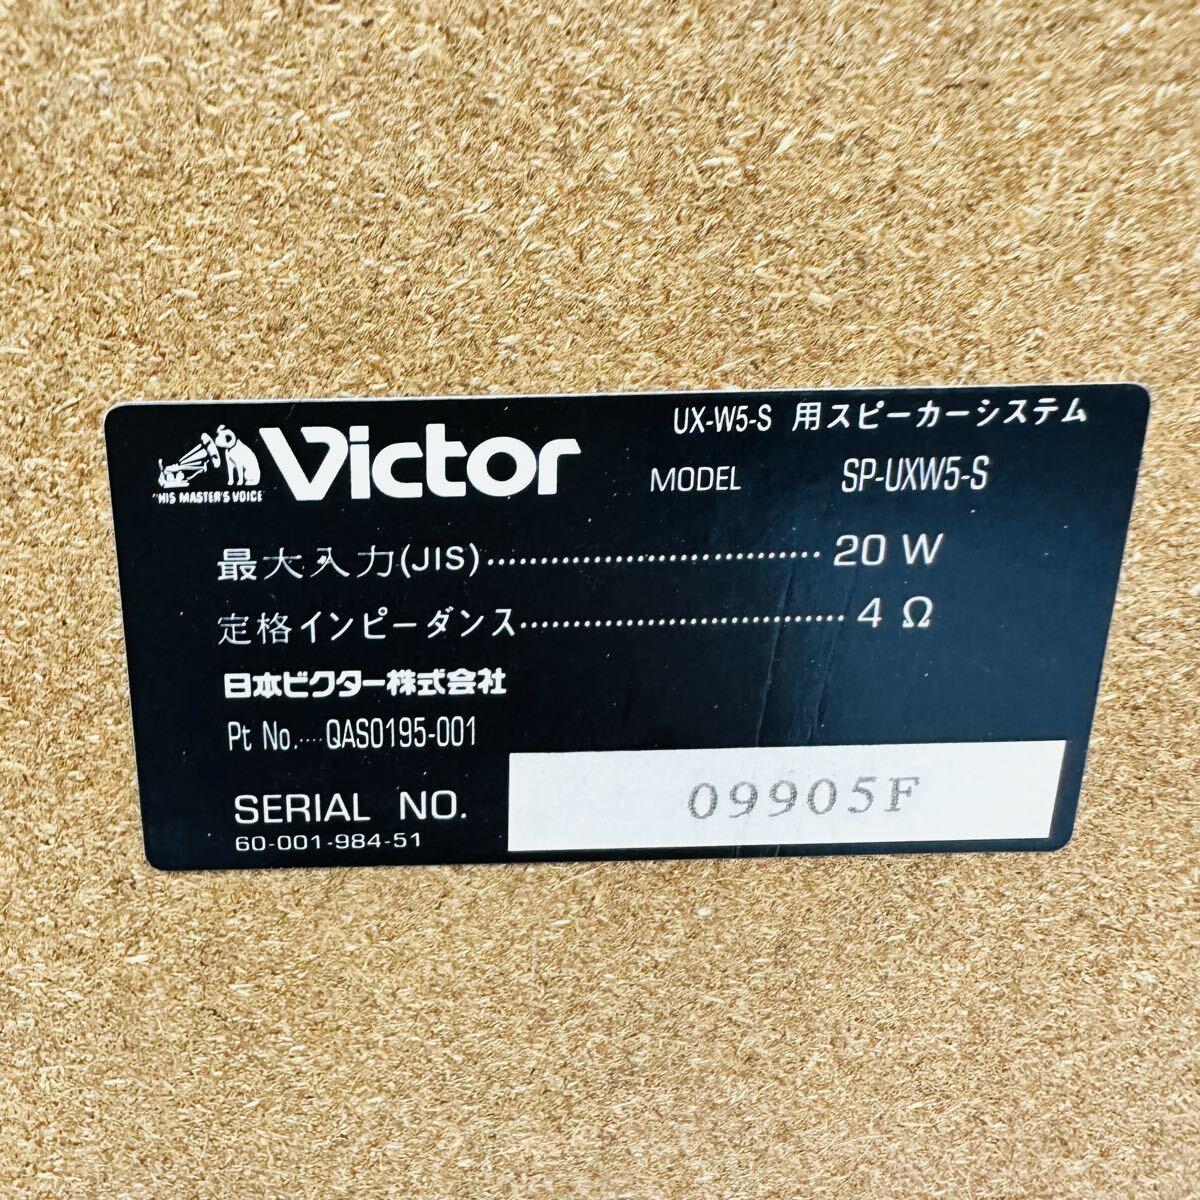 "HIS MASTER'S VOICE"
Victor
UX-W5-S 用スピーカーシステム
MODEL SP-UXW5-S
最大入力(JIS)·····························20 W
定格インピーダンス·····························4 Ω
日本ビクター株式会社
Pt No.····QAS0195-001
SERIAL NO. 09905F
60-001-984-51